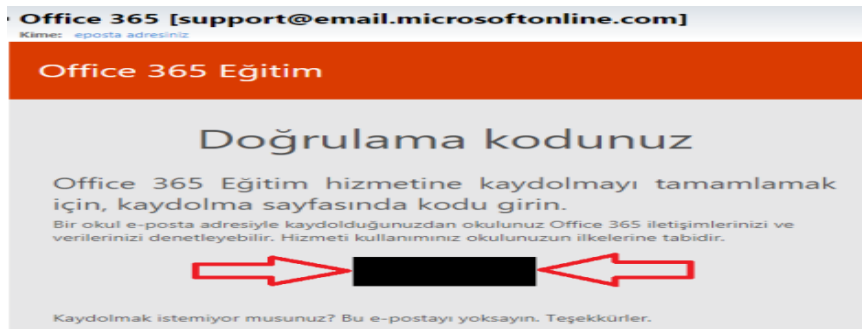 Office 365 [support@email.microsoftonline.com]
Kime: eposta adresiniz
Office 365 Eğitim
Doğrulama kodunuz
Office 365 Eğitim hizmetine kaydolmayı tamamlamak
için, kaydolma sayfasında kodu girin.
Bir okul e-posta adresiyle kaydolduğunuzdan okulunuz Office 365 iletişimlerinizi ve
verilerinizi denetleyebilir. Hizmeti kullanımınız okulunuzun ilkelerine tabidir.
Kaydolmak istemiyor musunuz? Bu e-postayı yoksayın. Teşekkürler.